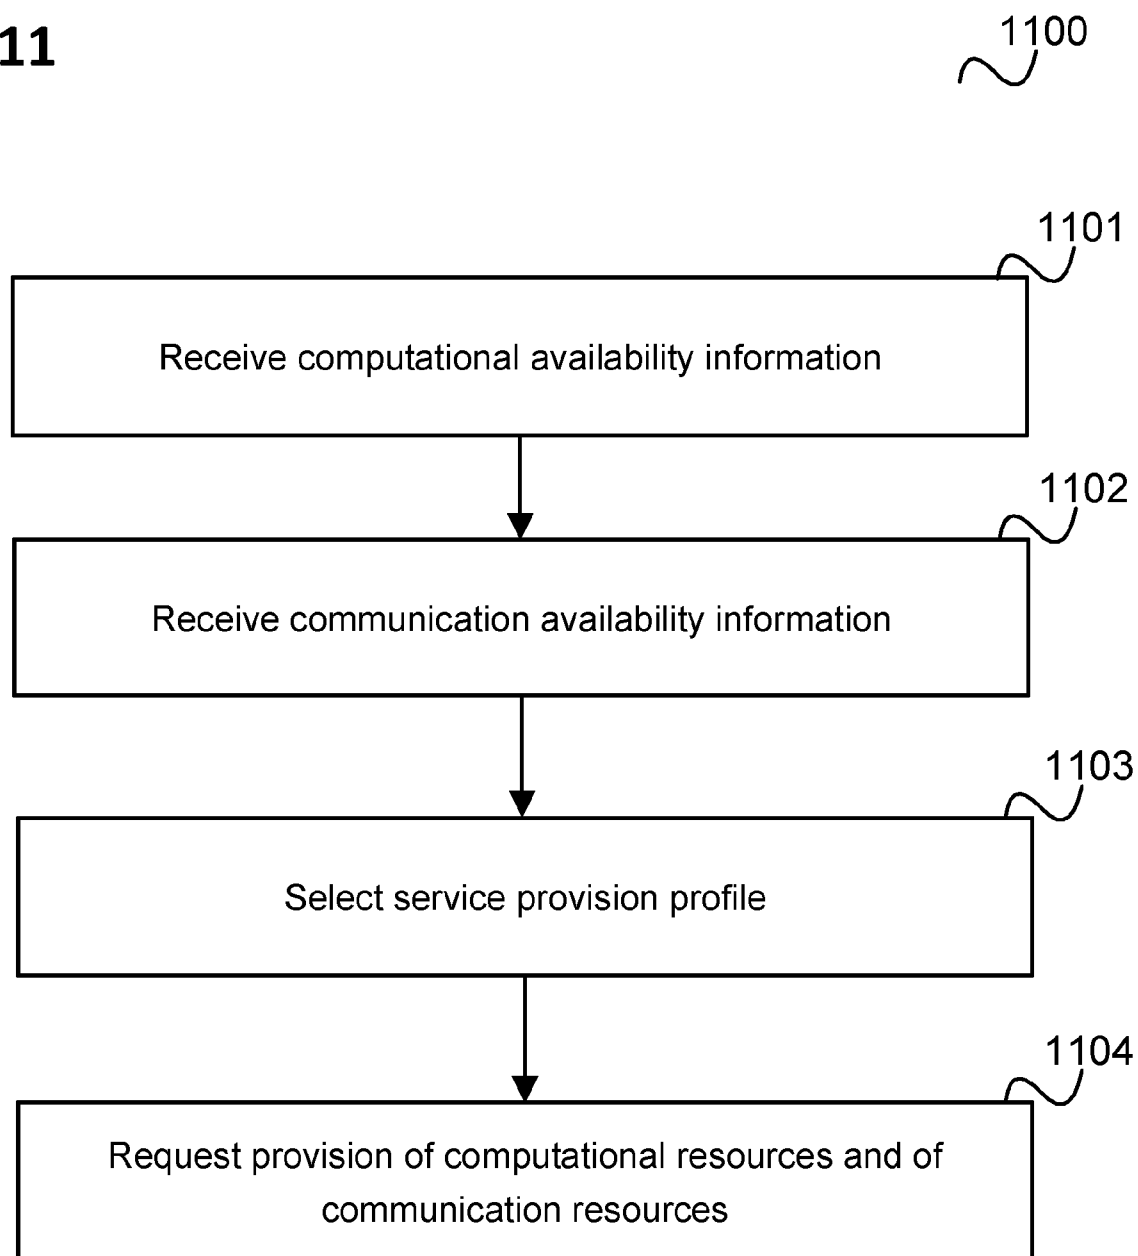 11
1100
1101
Receive computational availability information
1102
Receive communication availability information
1103
Select service provision profile
1104
Request provision of computational resources and of
communication resources